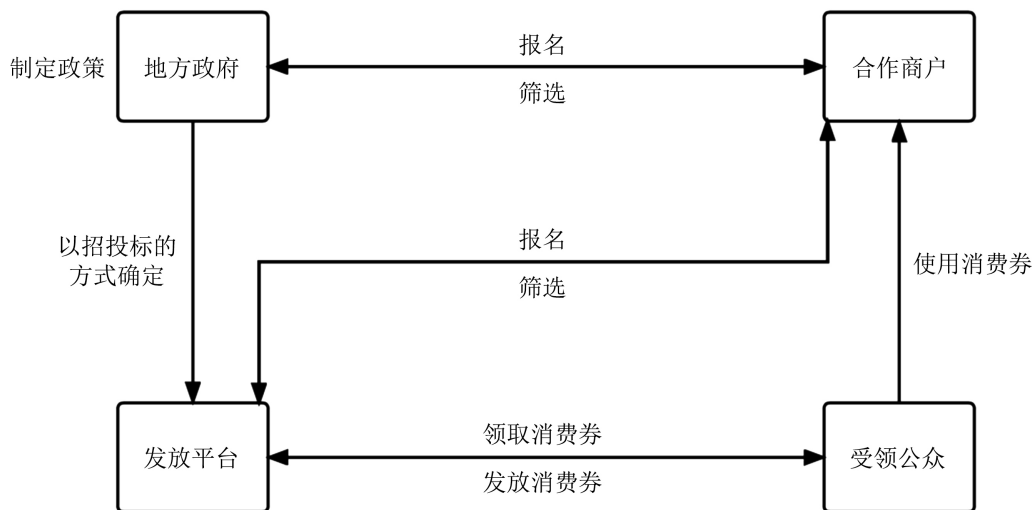 制定政策
地方政府
报名
筛选
合作商户
以招投标的
方式确定
报名
筛选
使用消费券
发放平台
领取消费券
发放消费券
受领公众